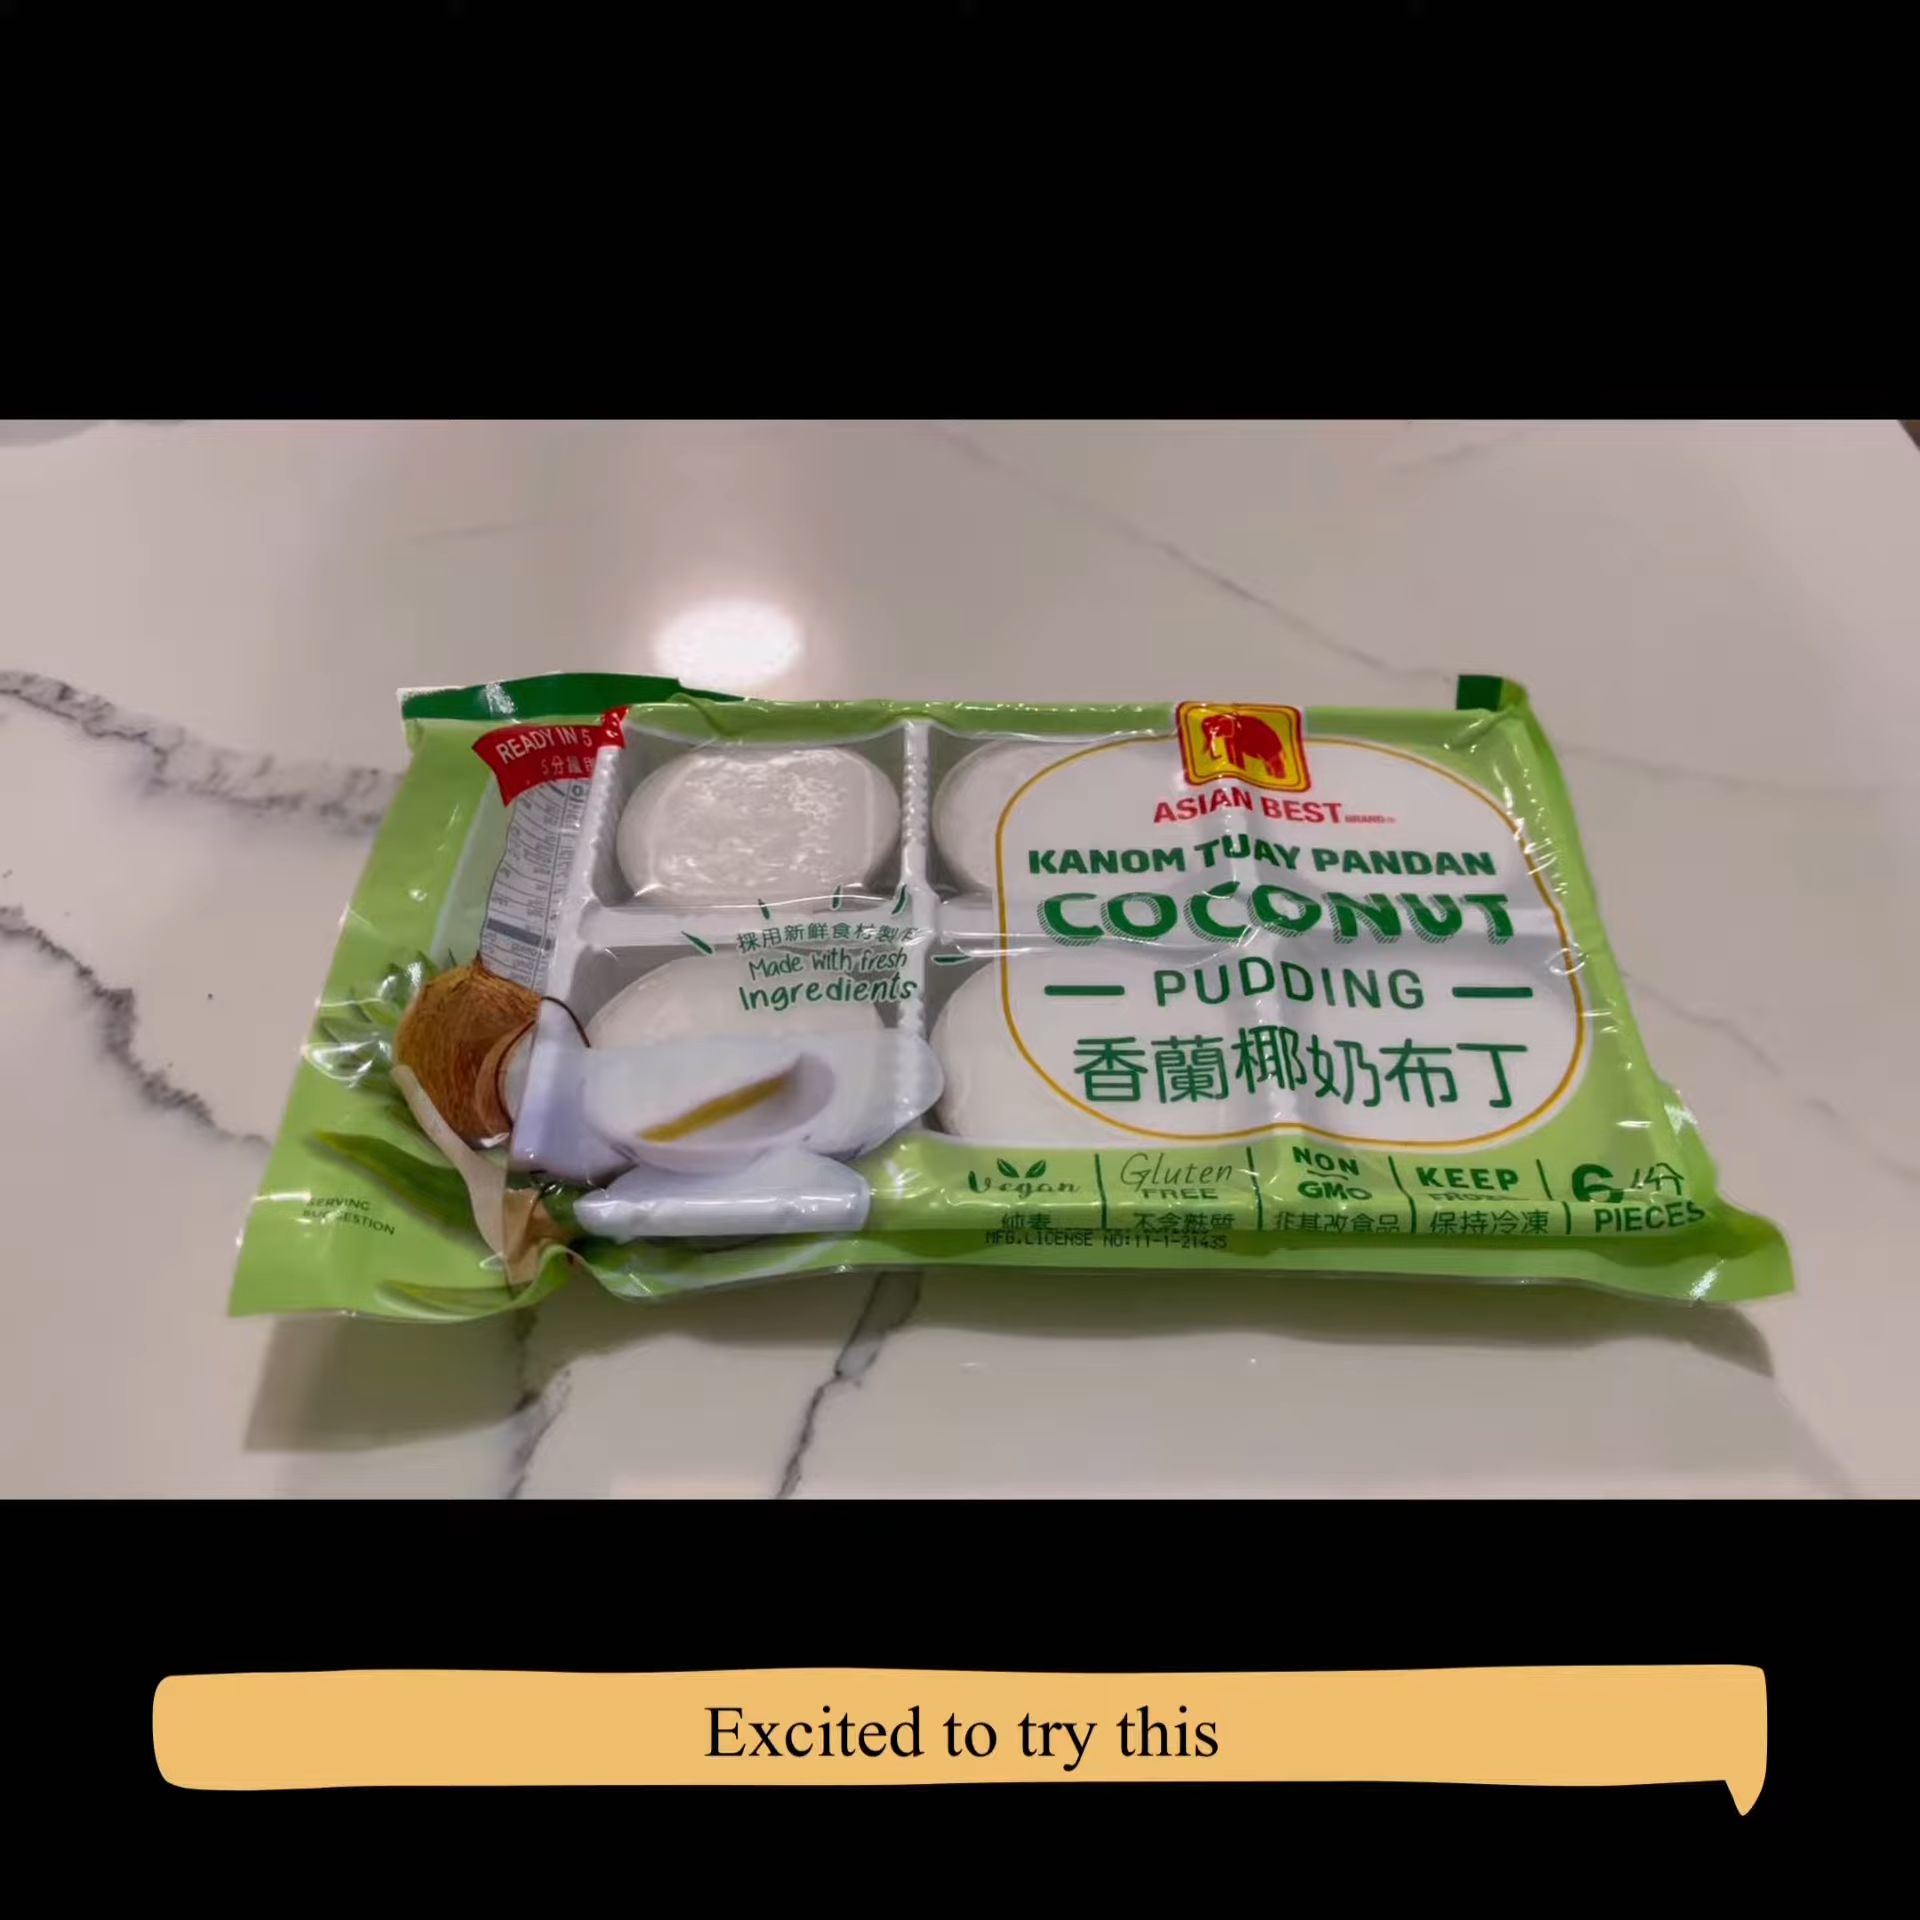 READY IN 5
5分鐘
ASIAN BEST BRAND®
KANOM TUAY PANDAN
COCONUT
PUDDING
香蘭椰奶布丁
採用新鮮食材製
Made with fresh
Ingredients
SERVING
SUGGESTION
Vegan
純素
Gluten
FREE
不含麩質
NON
GMO
非基改食品
KEEP
FROZEN
保持冷凍
6 片
PIECES
MFG.LICENSE NO:11-1-21435
Excited to try this